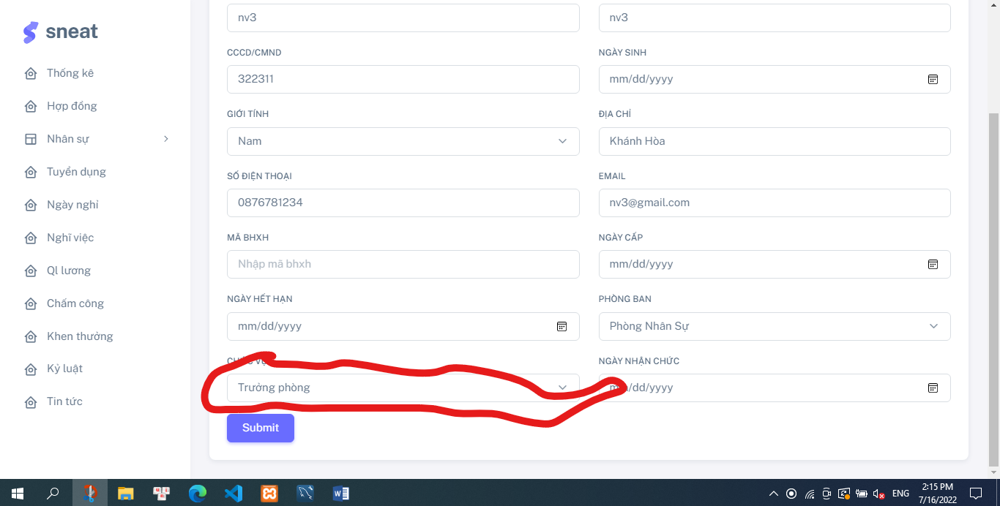 sneat
Thống kê
Hợp đồng
Nhân sự
Tuyển dụng
Ngày nghỉ
Nghĩ việc
Ql lương
Chấm công
Khen thưởng
Kỷ luật
Tin tức
nv3
nv3
CCCD/CMND
NGÀY SINH
322311
mm/dd/yyyy
GIỚI TÍNH
ĐỊA CHỈ
Nam
Khánh Hòa
SỐ ĐIỆN THOẠI
EMAIL
0876781234
nv3@gmail.com
MÃ BHXH
NGÀY CẤP
Nhập mã bhxh
mm/dd/yyyy
NGÀY HẾT HẠN
PHÒNG BAN
mm/dd/yyyy
Phòng Nhân Sự
CHỨC VỤ
NGÀY NHẬN CHỨC
Trưởng phòng
mm/dd/yyyy
Submit
ENG
2:15 PM
7/16/2022